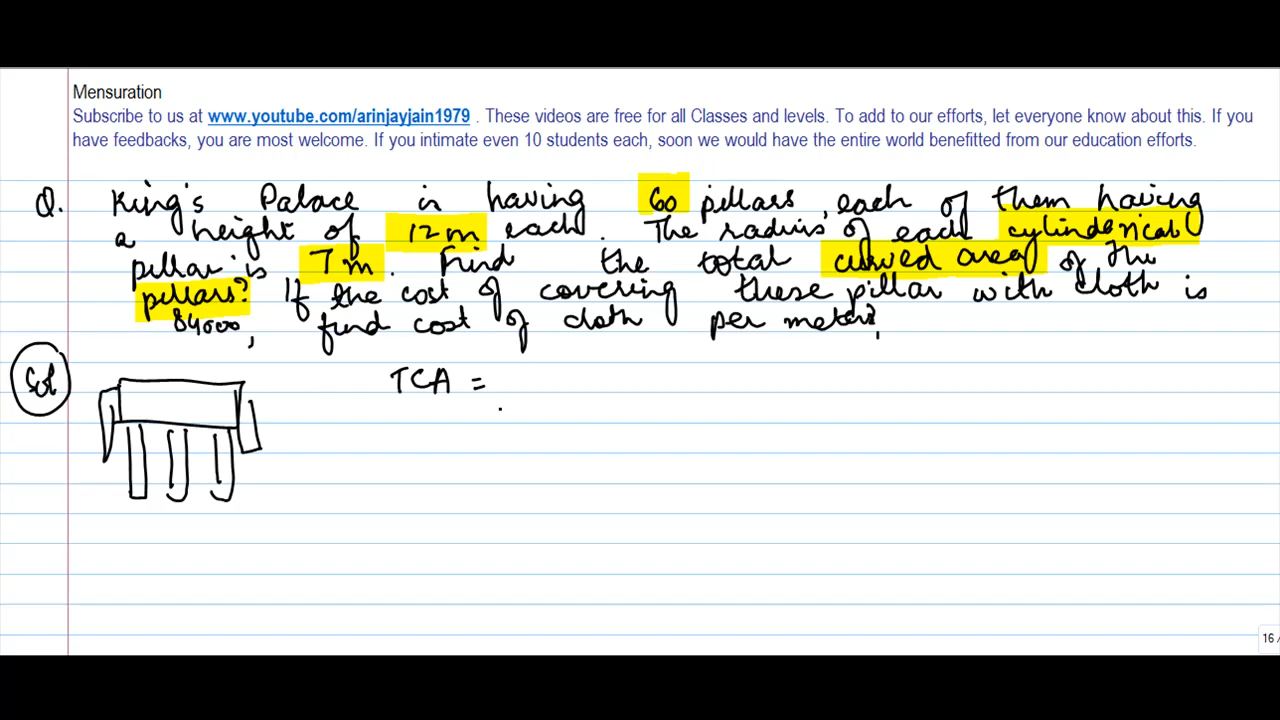 Mensuration
Subscribe to us at www.youtube.com/arinjayjain1979 . These videos are free for all Classes and levels. To add to our efforts, let everyone know about this. If you
have feedbacks, you are most welcome. If you intimate even 10 students each, soon we would have the entire world benefitted from our education efforts.
Q. King's Palace is having 60 pillars, each of them having
a height of 12m each. The radius of each cylinderical
pillar is 7m. Find the total curved area of the
pillars? If the cost of covering these pillar with cloth is
84000, find cost of cloth per meter?
Sol
TCA =
16